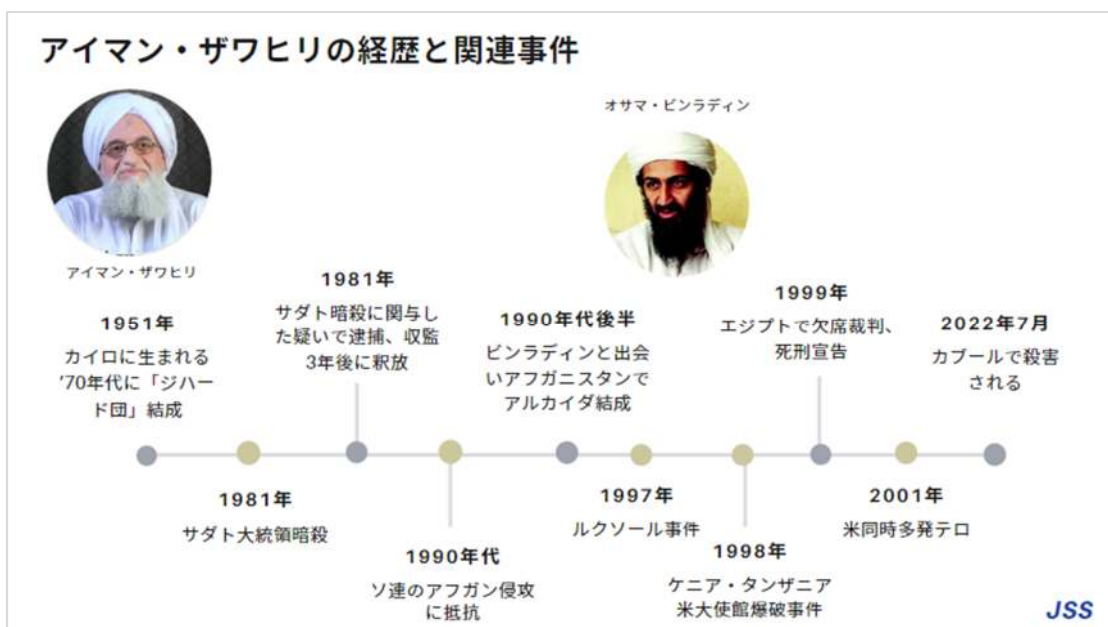 アイマン・ザワヒリの経歴と関連事件
オサマ・ビンラディン
アイマン・ザワヒリ
1951年
カイロに生まれる
'70年代に「ジハー
ド団」結成
1981年
サダト大統領暗殺
1981年
サダト暗殺に関与し
た疑いで逮捕、収監
3年後に釈放
1990年代
ソ連のアフガン侵攻
に抵抗
1990年代後半
ビンラディンと出会
いアフガニスタンで
アルカイダ結成
1997年
ルクソール事件
1998年
ケニア・タンザニア
米大使館爆破事件
1999年
エジプトで欠席裁判、
死刑宣告
2001年
米同時多発テロ
2022年7月
カブールで殺害
される
JSS